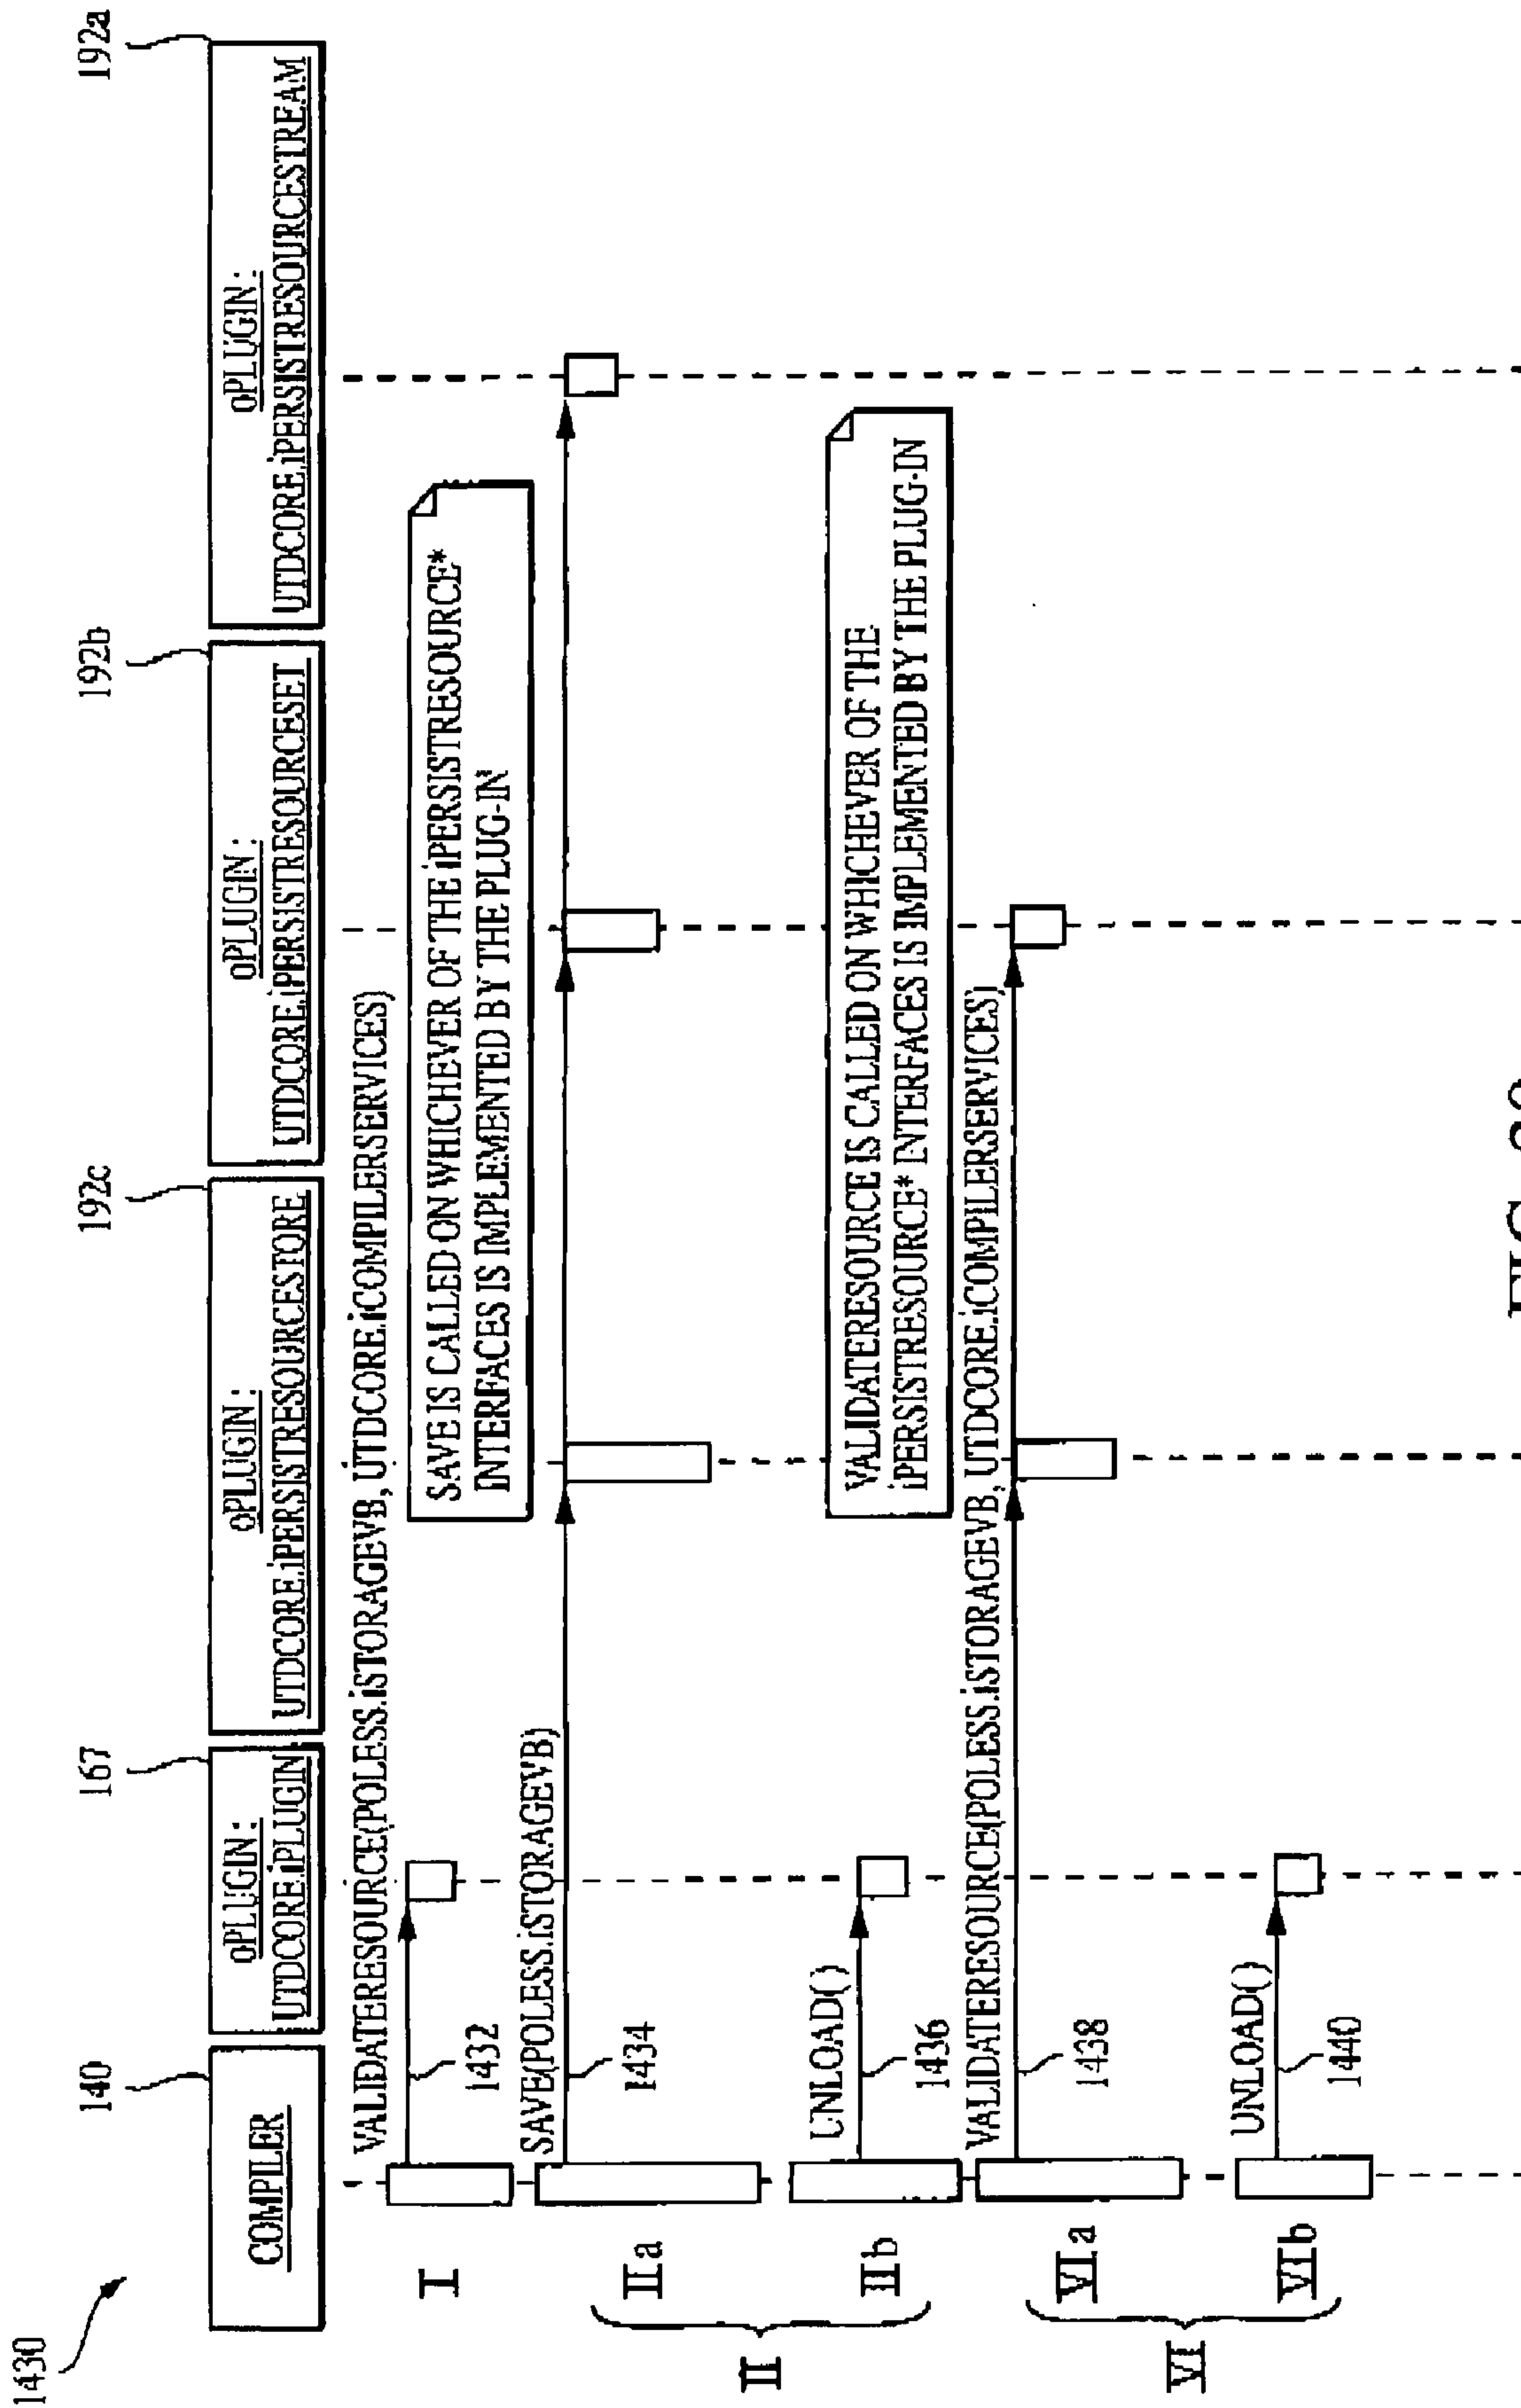 1430
140
167
192c
192b
192a
COMPILER
oPLUGIN :
UTDCORE.iPLUGIN
oPLUGIN :
UTDCORE.iPERSISTRESOURCESTORE
oPLUGIN :
UTDCORE.iPERSISTRESOURCESET
oPLUGIN :
UTDCORE.iPERSISTRESOURCESTREAM
VALIDATERESOURCE(POLESS.iSTORAGEVB, UTDCORE.iCOMPILERSERVICES)
I
1432
SAVE IS CALLED ON WHICHEVER OF THE iPERSISTRESOURCE*
INTERFACES IS IMPLEMENTED BY THE PLUG-IN
SAVE(POLESS.iSTORAGEVB)
1434
IIa
II
UNLOAD()
1436
IIb
VALIDATERESOURCE IS CALLED ON WHICHEVER OF THE
iPERSISTRESOURCE* INTERFACES IS IMPLEMENTED BY THE PLUG-IN
VALIDATERESOURCE(POLESS.iSTORAGEVB, UTDCORE.iCOMPILERSERVICES)
1438
VIa
VI
UNLOAD()
1440
VIb
FIG.